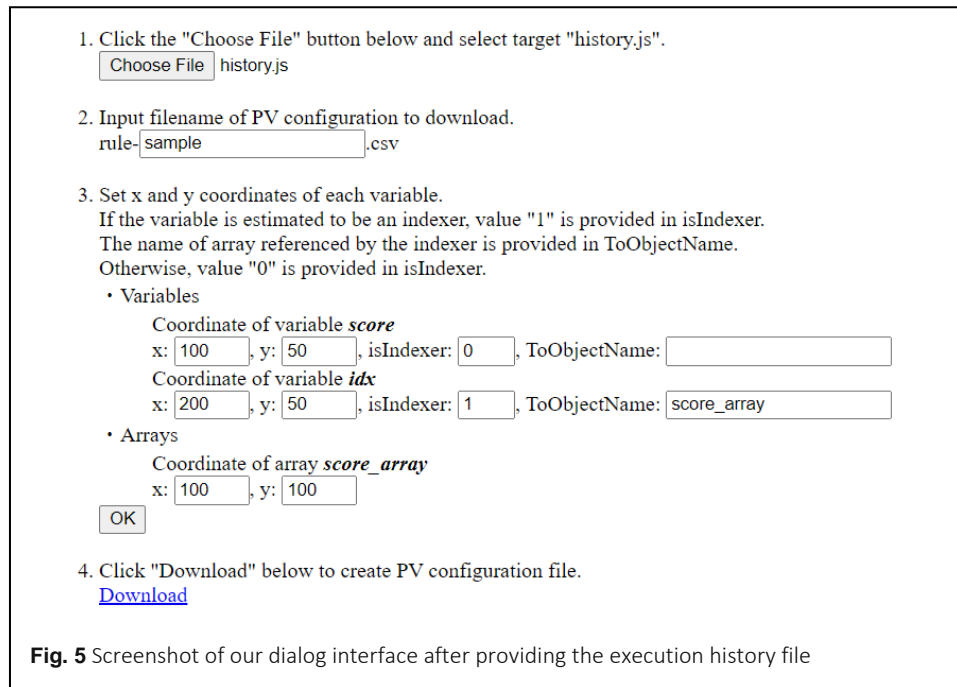 1. Click the "Choose File" button below and select target "history.js".
Choose File history.js
2. Input filename of PV configuration to download.
rule- sample .csv
3. Set x and y coordinates of each variable.
If the variable is estimated to be an indexer, value "1" is provided in isIndexer.
The name of array referenced by the indexer is provided in ToObjectName.
Otherwise, value "0" is provided in isIndexer.
・Variables
Coordinate of variable score
x: 100 , y: 50 , isIndexer: 0 , ToObjectName:
Coordinate of variable idx
x: 200 , y: 50 , isIndexer: 1 , ToObjectName: score_array
・Arrays
Coordinate of array score_array
x: 100 , y: 100
OK
4. Click "Download" below to create PV configuration file.
Download
Fig. 5 Screenshot of our dialog interface after providing the execution history file